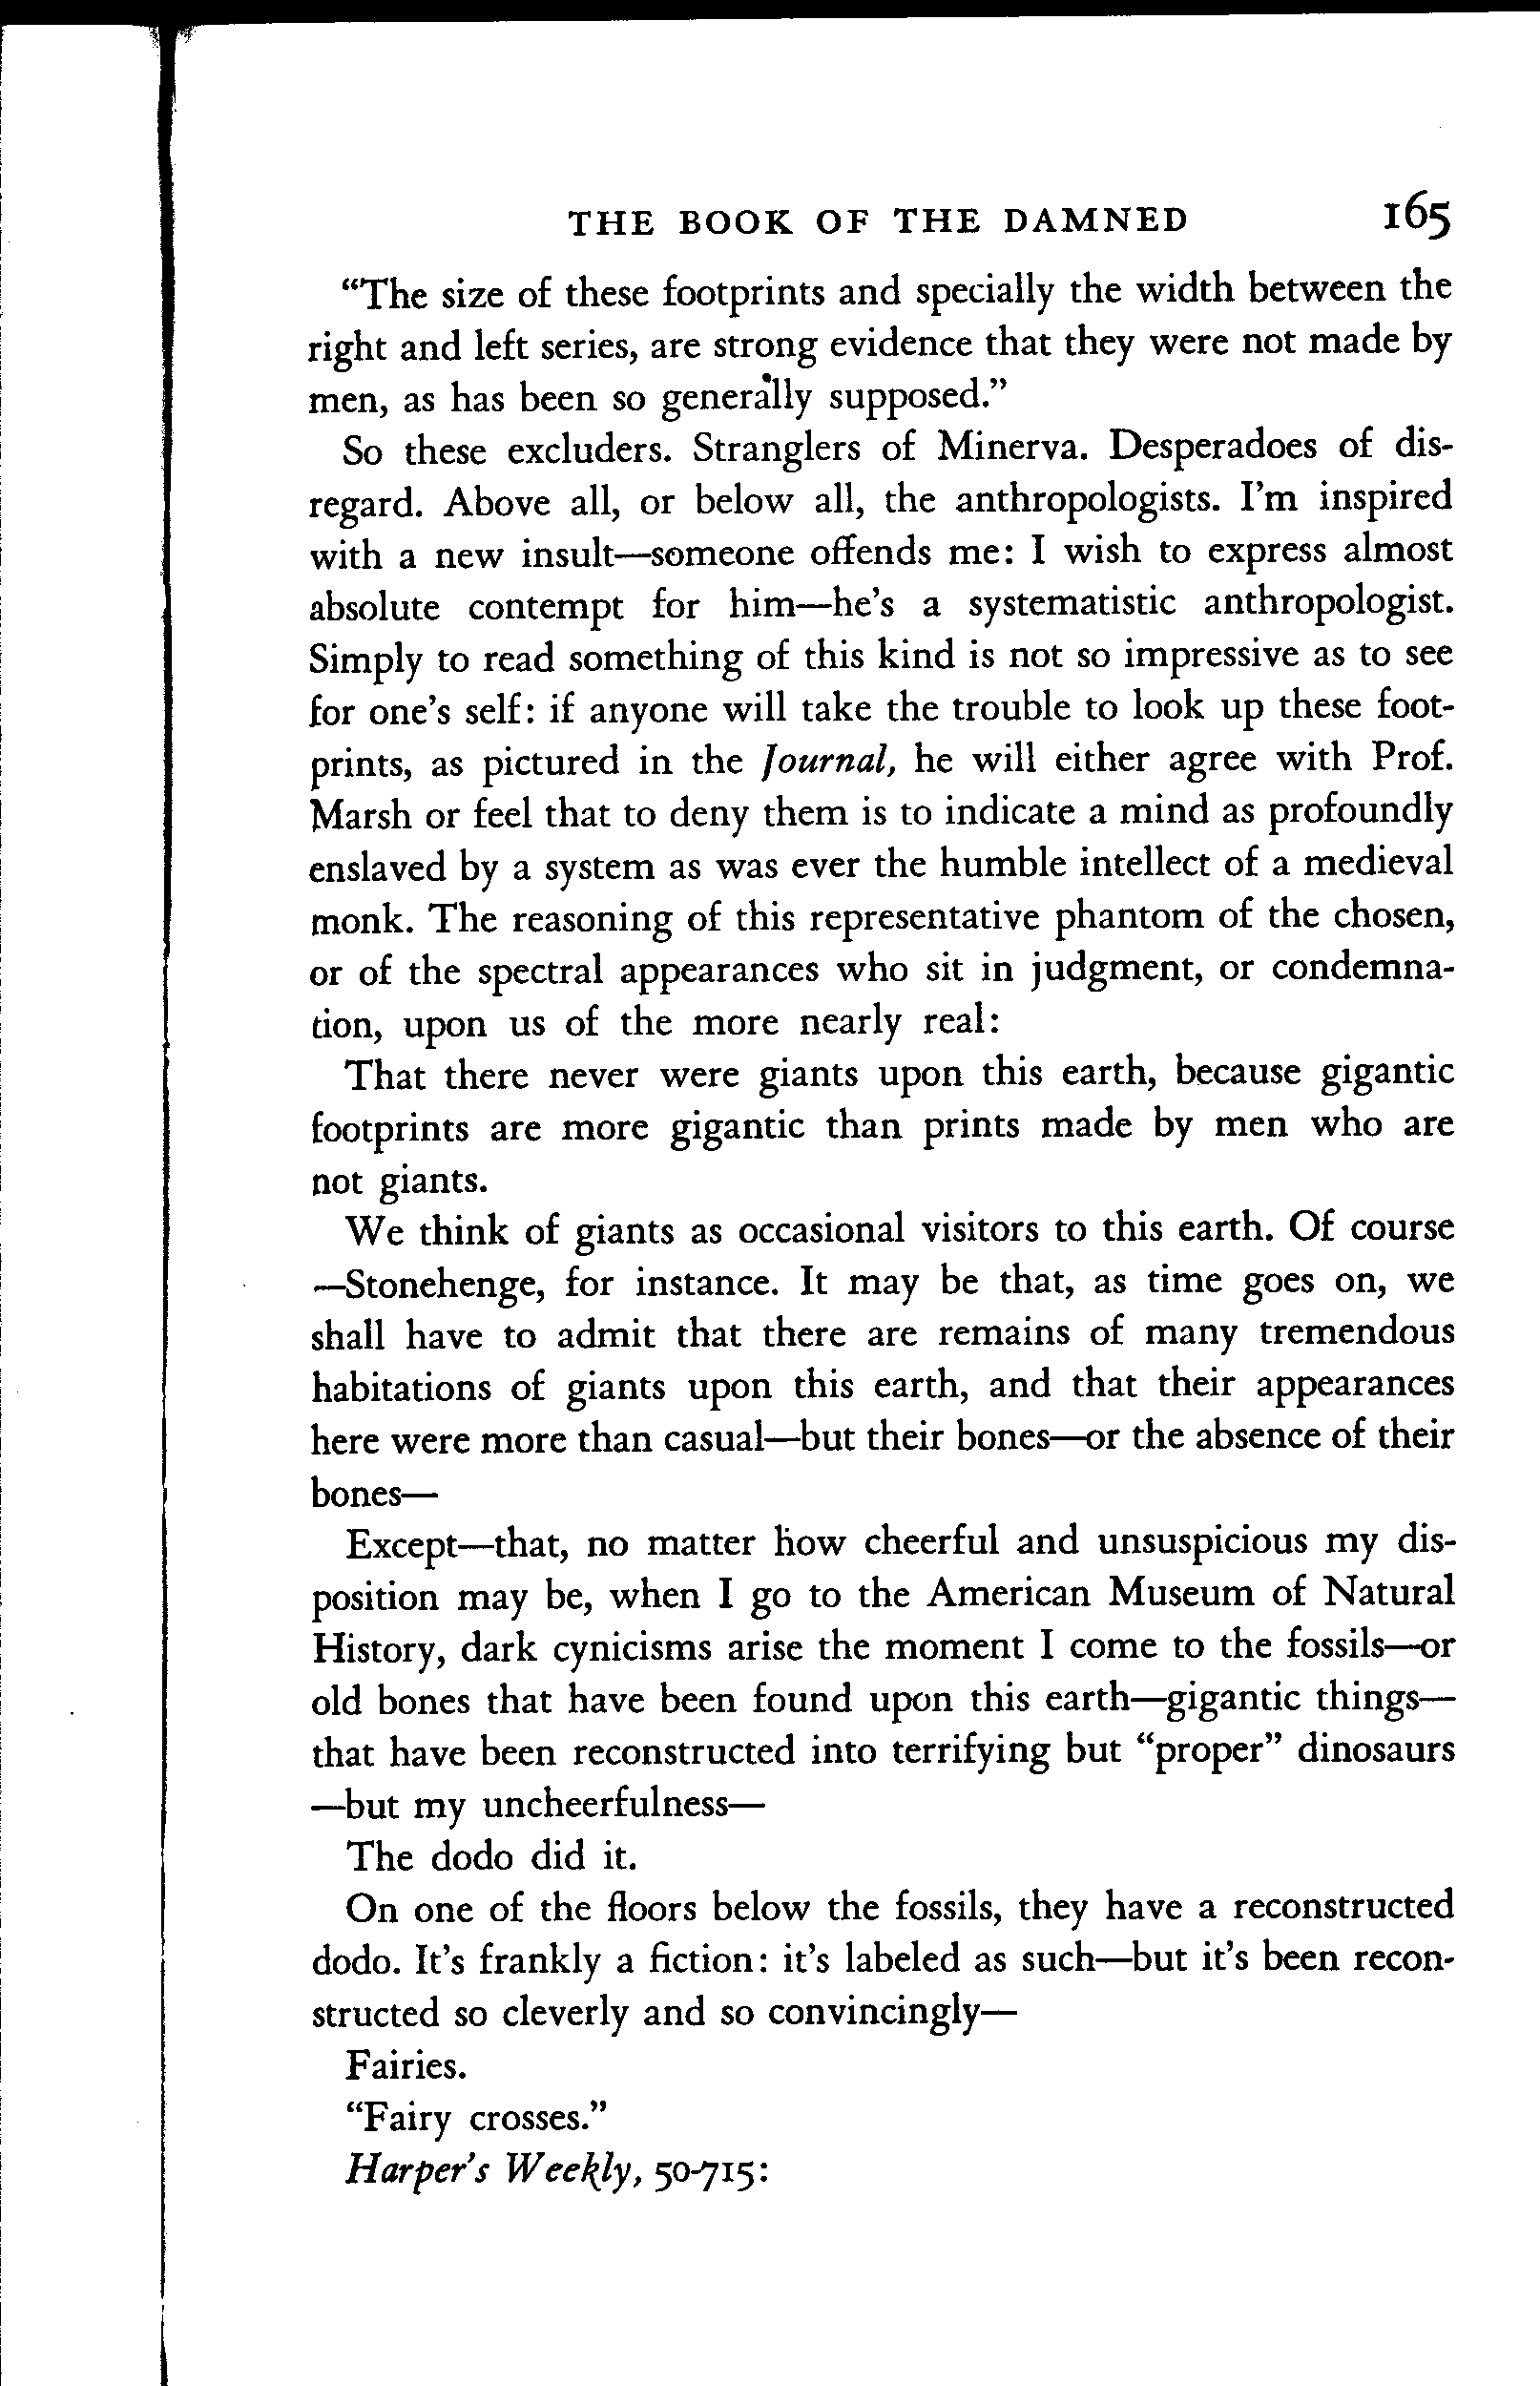 THE BOOK OF THE DAMNED 165
“The size of these footprints and specially the width between the
right and left series, are strong evidence that they were not made by
men, as has been so generally supposed.”
So these excluders. Stranglers of Minerva. Desperadoes of dis-
regard. Above all, or below all, the anthropologists. I’m inspired
with a new insult—someone offends me: I wish to express almost
absolute contempt for him—he’s a systematistic anthropologist.
Simply to read something of this kind is not so impressive as to see
for one’s self: if anyone will take the trouble to look up these foot-
prints, as pictured in the Journal, he will either agree with Prof.
Marsh or feel that to deny them is to indicate a mind as profoundly
enslaved by a system as was ever the humble intellect of a medieval
monk. The reasoning of this representative phantom of the chosen,
or of the spectral appearances who sit in judgment, or condemna-
tion, upon us of the more nearly real:
That there never were giants upon this earth, because gigantic
footprints are more gigantic than prints made by men who are
not giants.
We think of giants as occasional visitors to this earth. Of course
—Stonehenge, for instance. It may be that, as time goes on, we
shall have to admit that there are remains of many tremendous
habitations of giants upon this earth, and that their appearances
here were more than casual—but their bones—or the absence of their
bones—
Except—that, no matter how cheerful and unsuspicious my dis-
position may be, when I go to the American Museum of Natural
History, dark cynicisms arise the moment I come to the fossils—or
old bones that have been found upon this earth—gigantic things—
that have been reconstructed into terrifying but “proper” dinosaurs
—but my uncheerfulness—
The dodo did it.
On one of the floors below the fossils, they have a reconstructed
dodo. It’s frankly a fiction: it’s labeled as such—but it’s been recon-
structed so cleverly and so convincingly—
Fairies.
“Fairy crosses.”
Harper’s Weekly, 50-715: